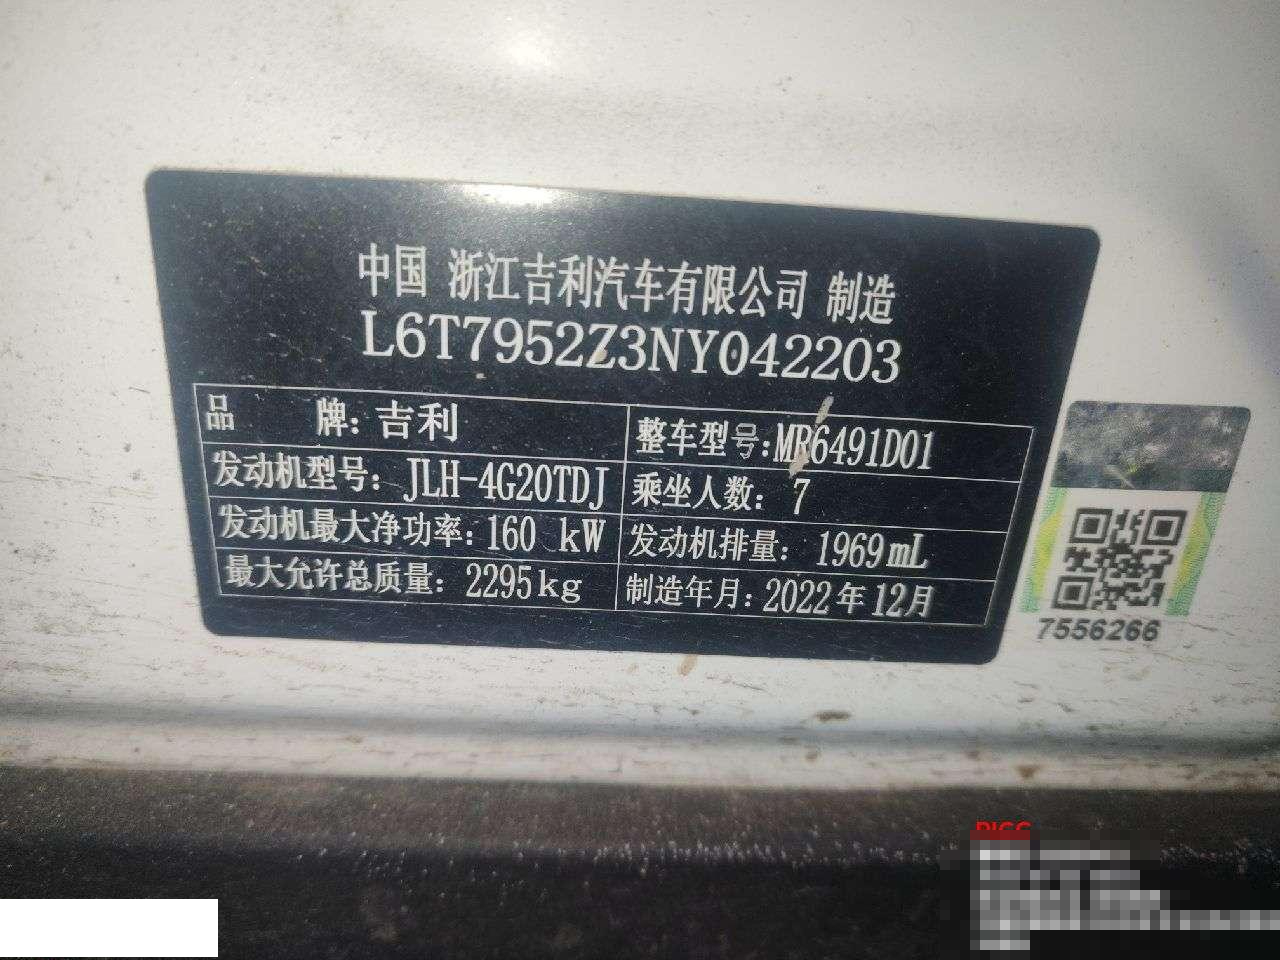 中国 浙江吉利汽车有限公司 制造
L6T7952Z3NY042203
品 牌: 吉利
整车型号: MR6491D01
发动机型号: JLH-4G20TDJ
乘坐人数: 7
发动机最大净功率: 160 kW
发动机排量: 1969mL
最大允许总质量: 2295kg
制造年月: 2022年12月
7556266